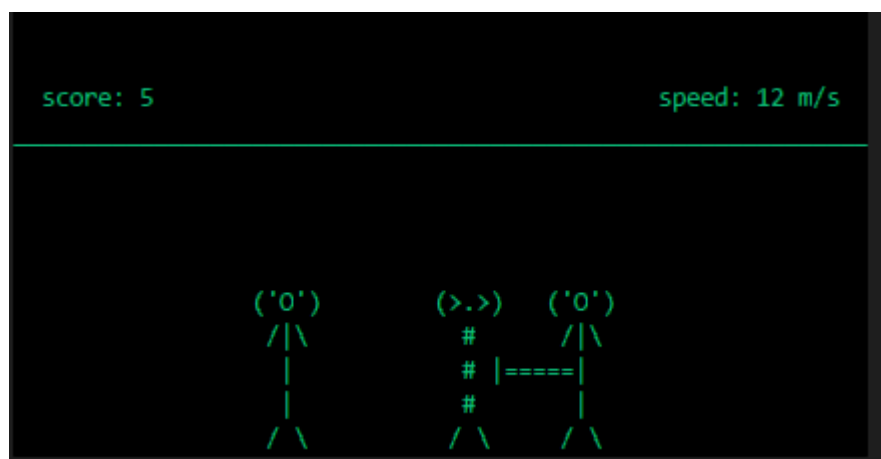 score: 5 speed: 12 m/s
('O') (>.>) ('O')
/|\ # /|\
| # |=====|
| # |
/ \ / \ / \